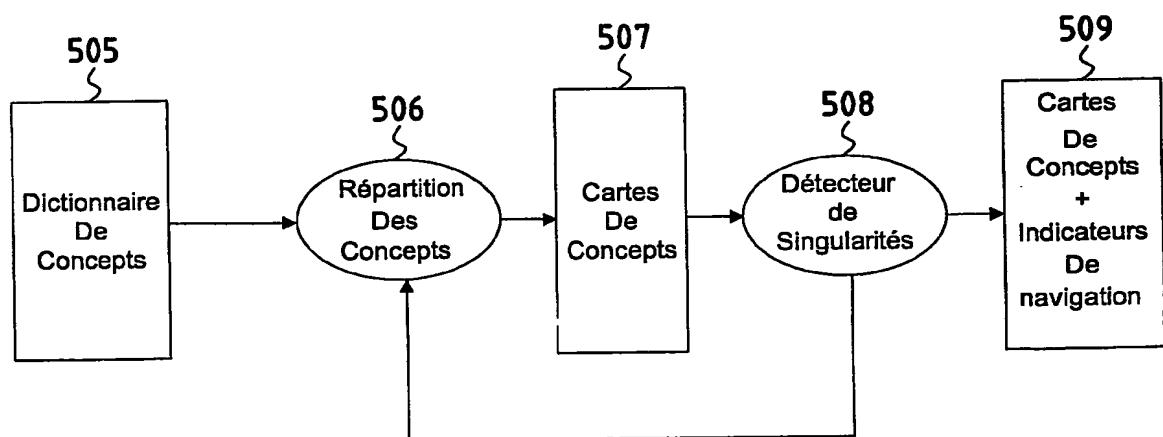 505
Dictionnaire
De
Concepts
506
Répartition
Des
Concepts
507
Cartes
De
Concepts
508
Détecteur
de
Singularités
509
Cartes
De
Concepts
+
Indicateurs
De
navigation